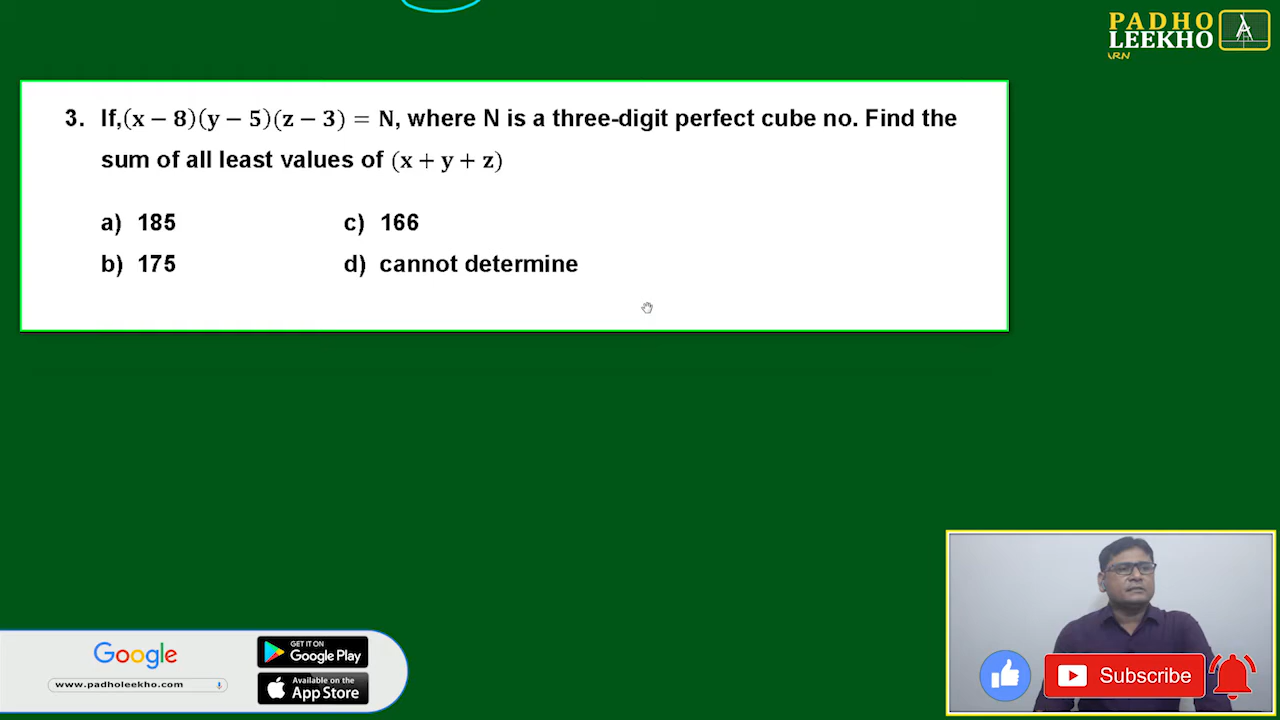 PADHO
LEEKHO
3. If,(x − 8)(y − 5)(z − 3) = N, where N is a three-digit perfect cube no. Find the
sum of all least values of (x + y + z)
a) 185 c) 166
b) 175 d) cannot determine
Google
www.padholeekho.com
GET IT ON
Google Play
Available on the
App Store
Subscribe